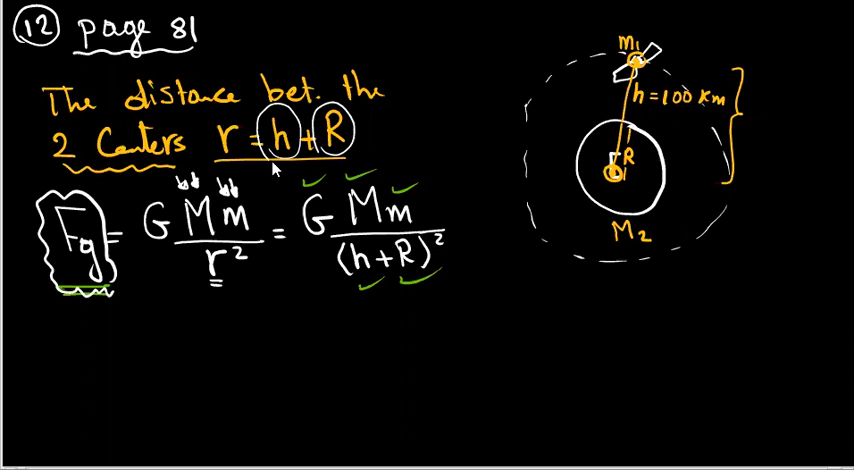 12 page 81
The distance bet. the
2 Centers r = h + R
Fg = G Mm/r² = G Mm/(h+R)²
M1
h = 100 Km
R
M2